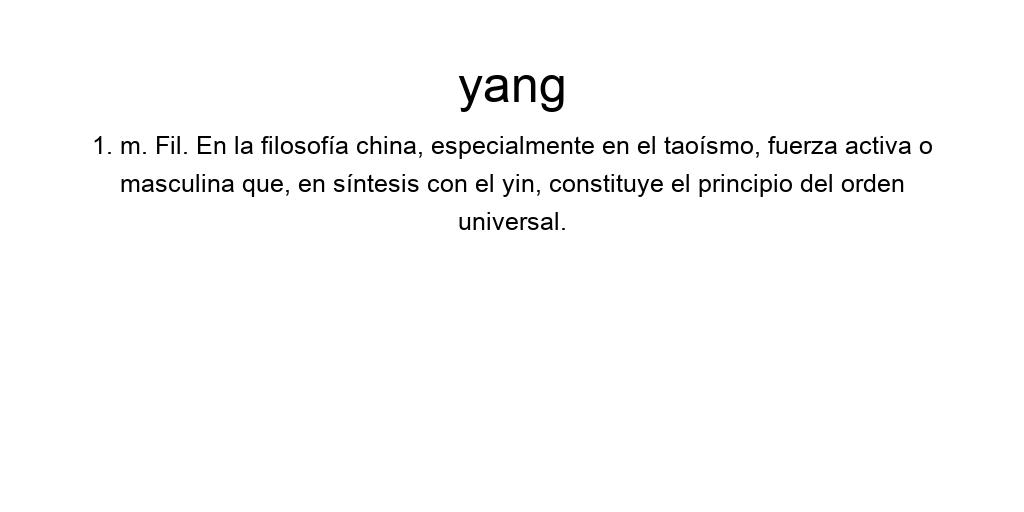 yang
1. m. Fil. En la filosofía china, especialmente en el taoísmo, fuerza activa o
masculina que, en síntesis con el yin, constituye el principio del orden
universal.